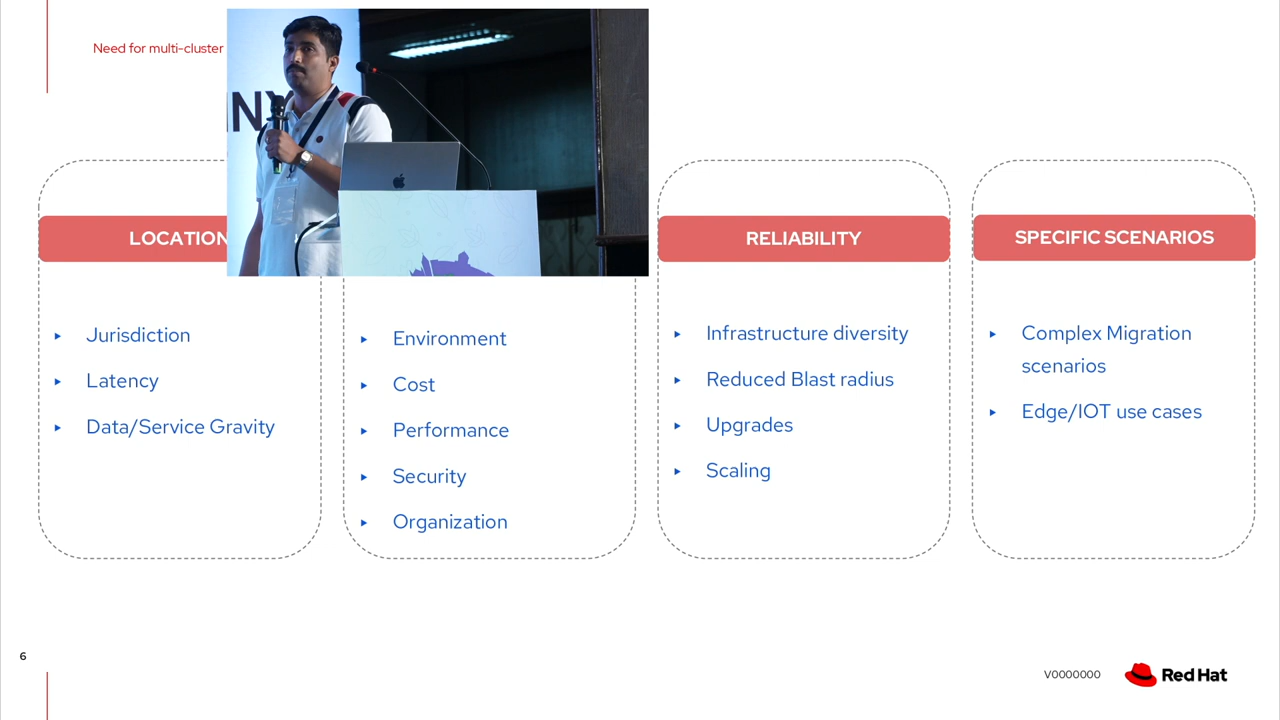 Need for multi-cluster
LOCATION
Jurisdiction
Latency
Data/Service Gravity
Environment
Cost
Performance
Security
Organization
RELIABILITY
Infrastructure diversity
Reduced Blast radius
Upgrades
Scaling
SPECIFIC SCENARIOS
Complex Migration
scenarios
Edge/IOT use cases
6
V0000000
Red Hat